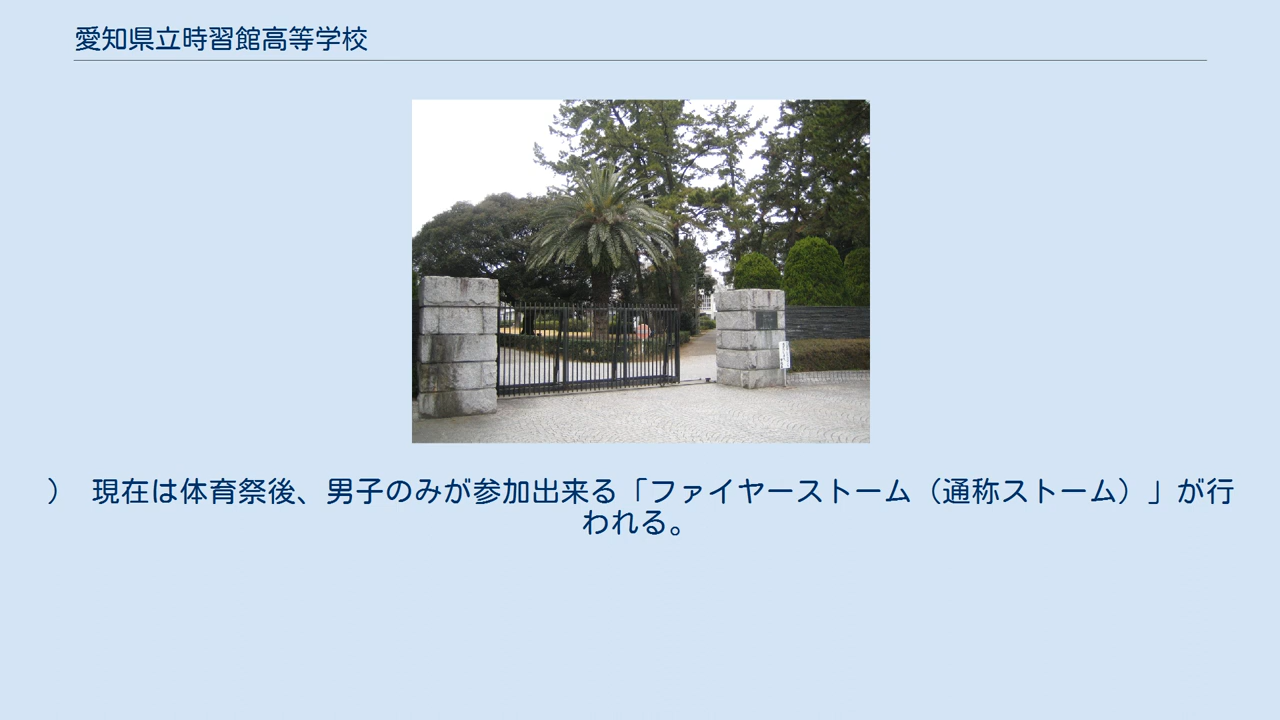 愛知県立時習館高等学校
） 現在は体育祭後、男子のみが参加出来る「ファイヤーストーム（通称ストーム）」が行
われる。